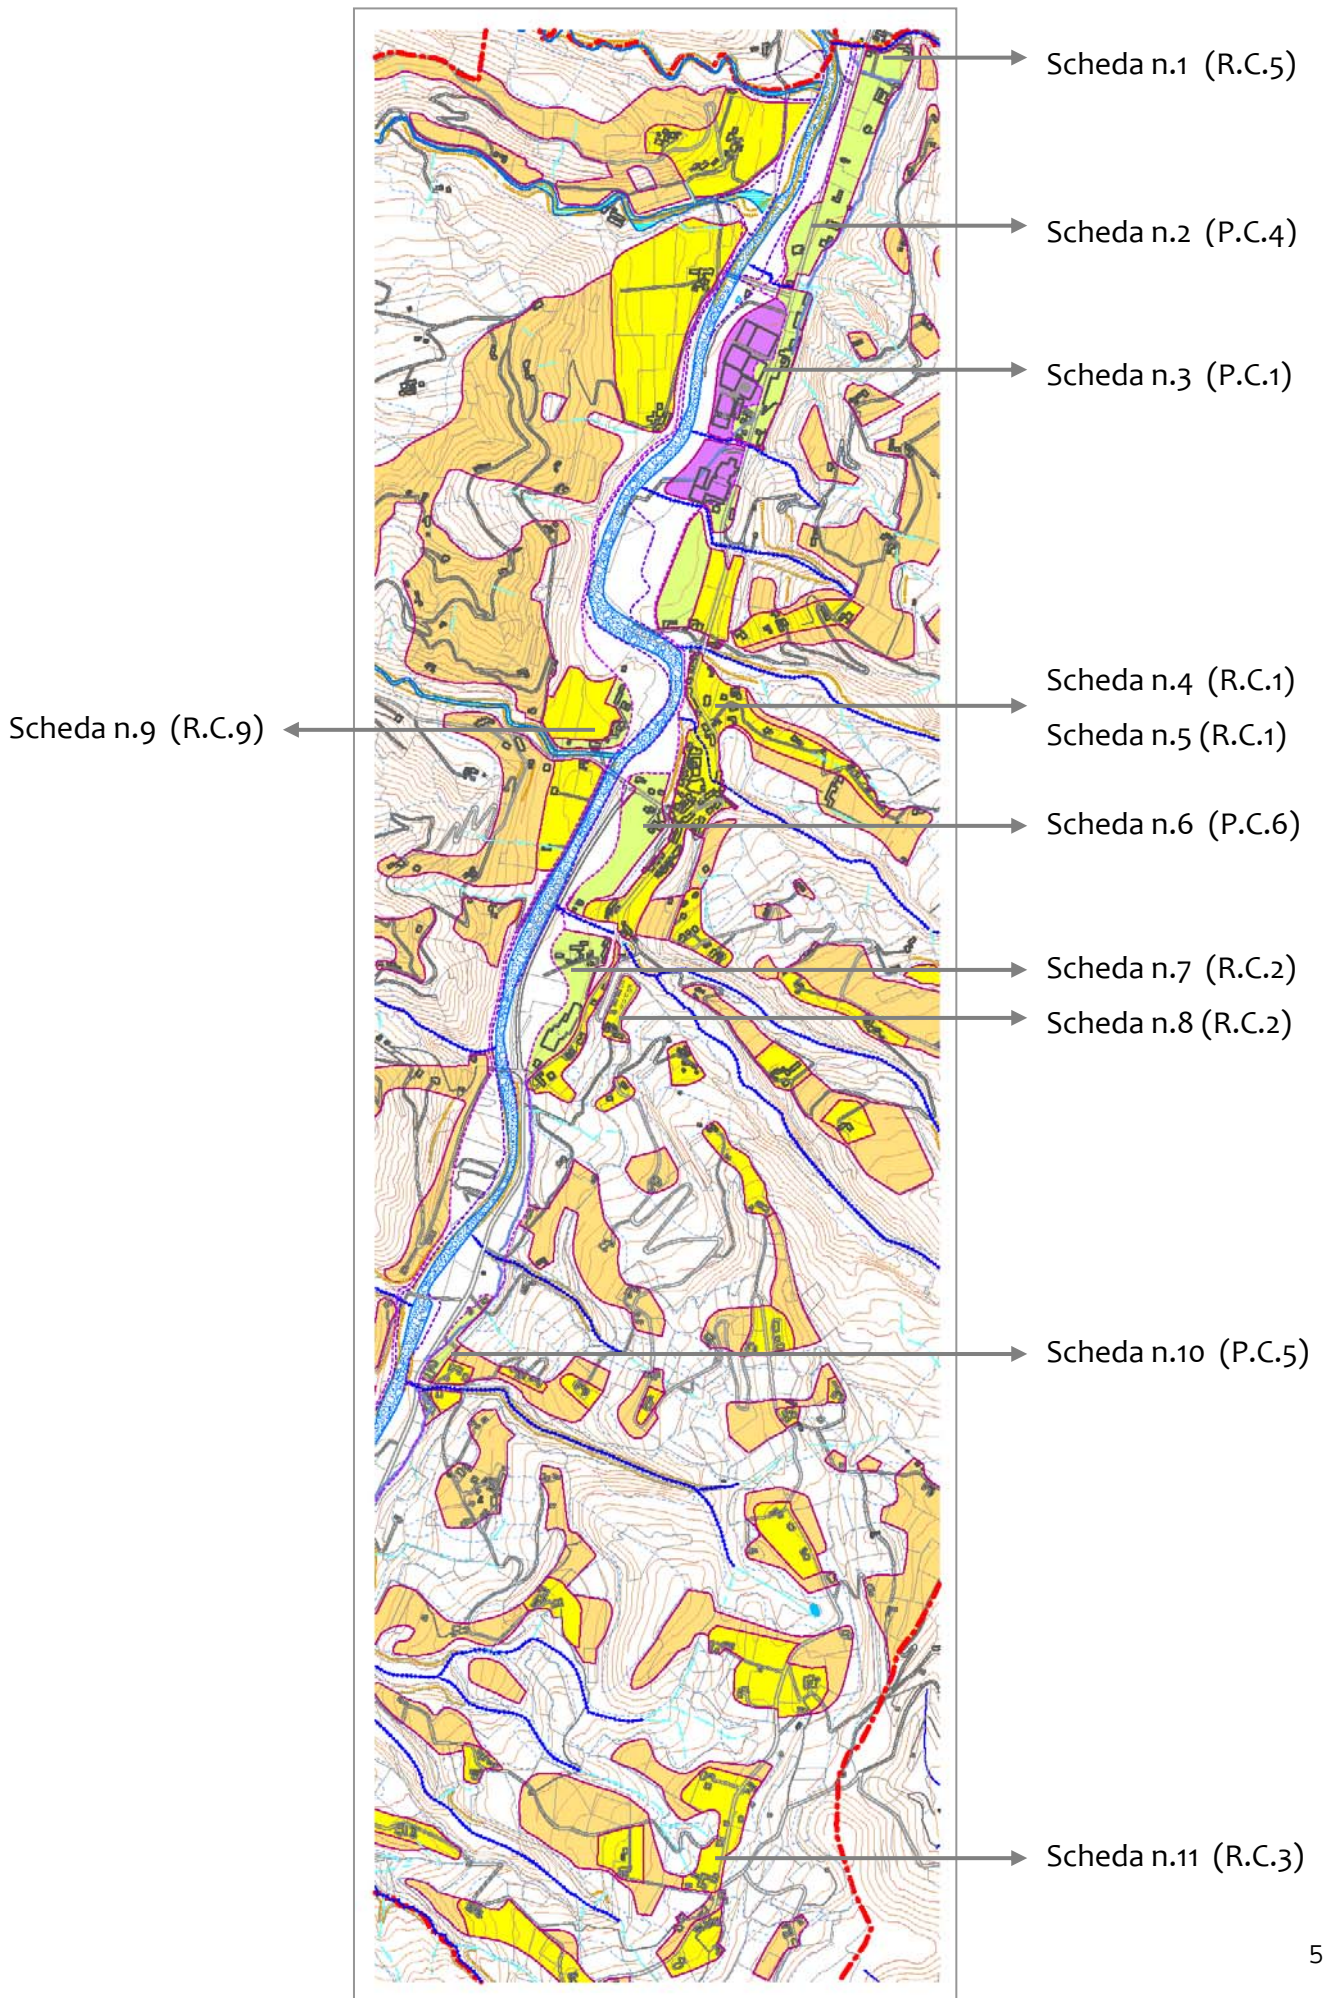 Scheda n.1 (R.C.5)
Scheda n.2 (P.C.4)
Scheda n.3 (P.C.1)
Scheda n.4 (R.C.1)
Scheda n.9 (R.C.9)
Scheda n.5 (R.C.1)
Scheda n.6 (P.C.6)
Scheda n.7 (R.C.2)
Scheda n.8 (R.C.2)
Scheda n.10 (P.C.5)
Scheda n.11 (R.C.3)
5